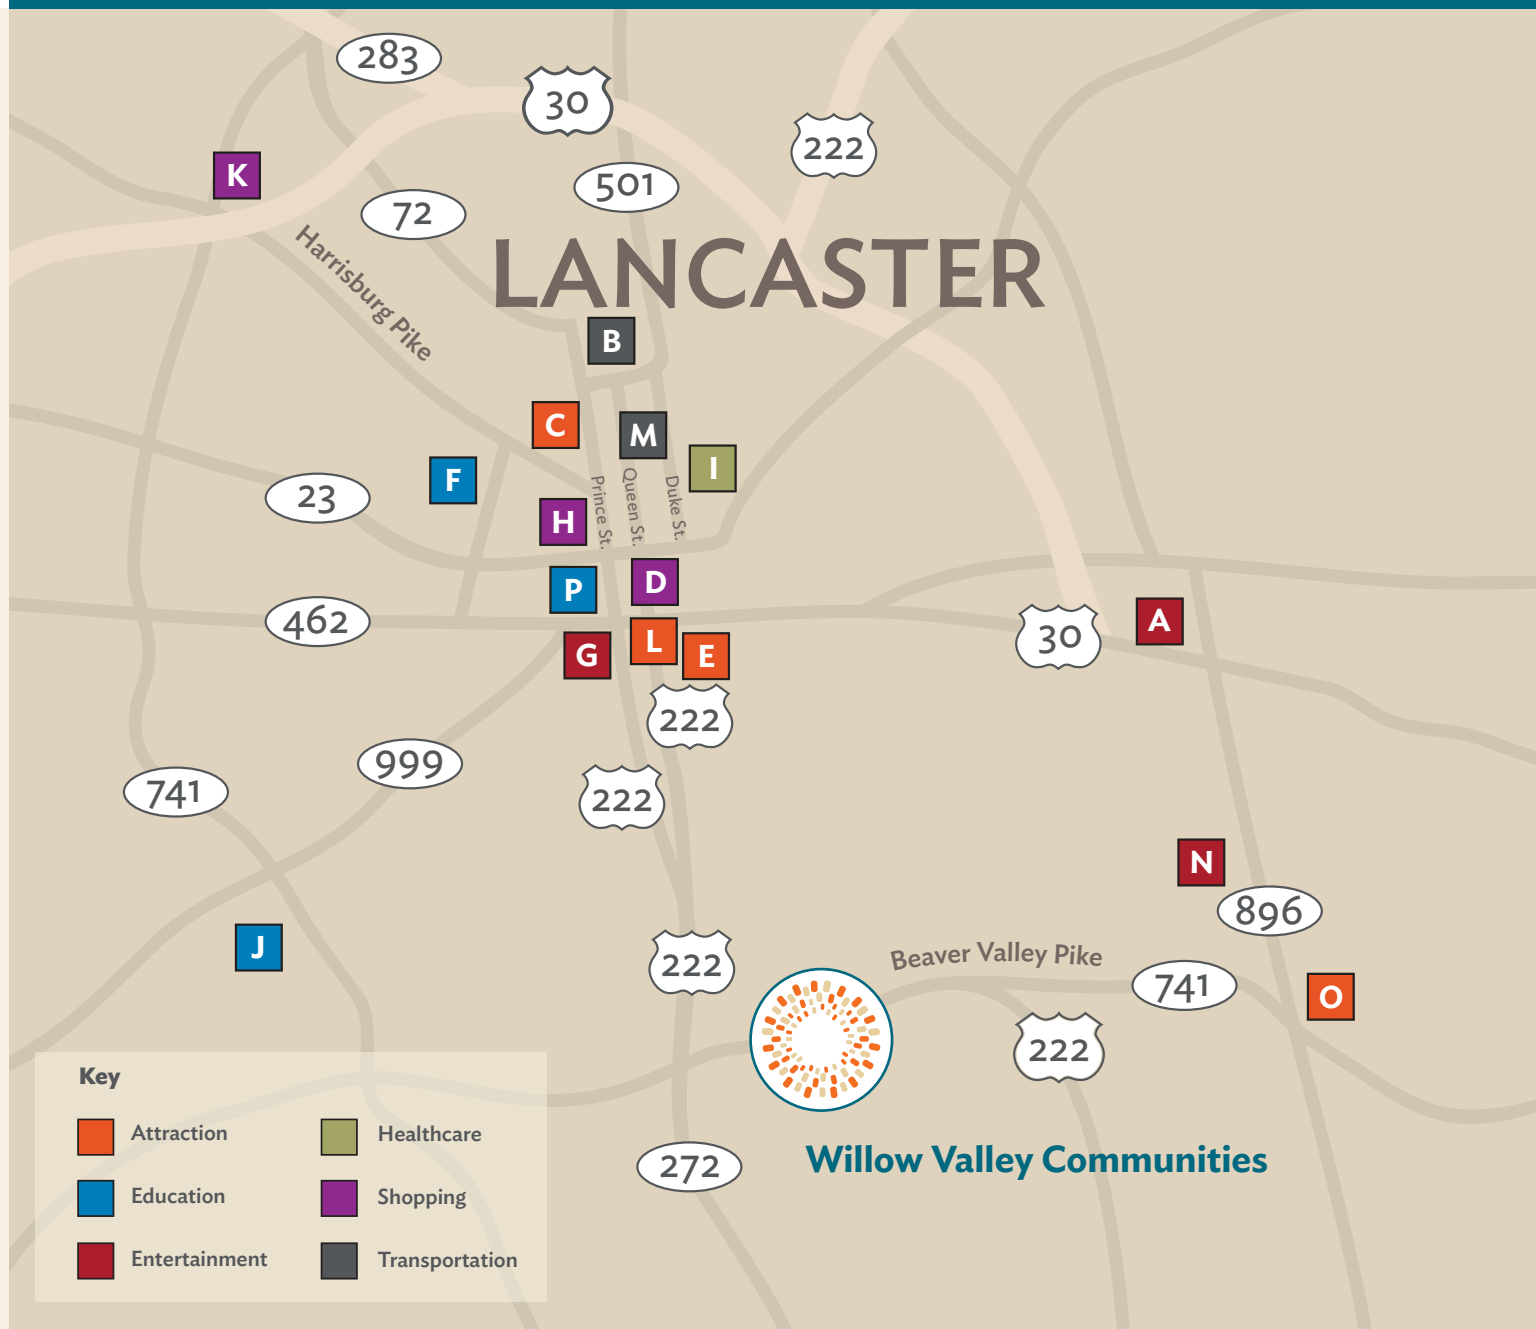 283
30
222
K
501
72
LANCASTER
Harrisburg Pike
B
C
M
I
F
23
H
Prince St.
Queen St.
Duke St.
P
D
462
G
L
E
30
A
222
999
741
222
N
896
J
222
Beaver Valley Pike
741
O
222
Willow Valley Communities
272
Key
Attraction
Healthcare
Education
Shopping
Entertainment
Transportation